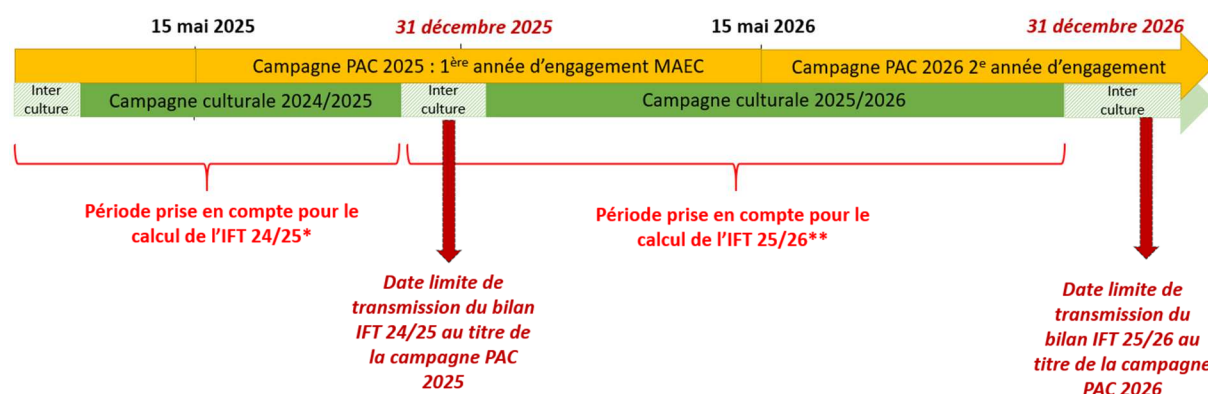 15 mai 2025
31 décembre 2025
15 mai 2026
31 décembre 2026
Campagne PAC 2025 : 1ère année d'engagement MAEC
Campagne PAC 2026 2e année d'engagement
Inter
culture
Campagne culturale 2024/2025
Inter
culture
Campagne culturale 2025/2026
Inter
culture
Période prise en compte pour le
calcul de l'IFT 24/25*
Période prise en compte pour le
calcul de l'IFT 25/26**
Date limite de
transmission du bilan
IFT 24/25 au titre de
la campagne PAC
2025
Date limite de
transmission du
bilan IFT 25/26 au
titre de la campagne
PAC 2026